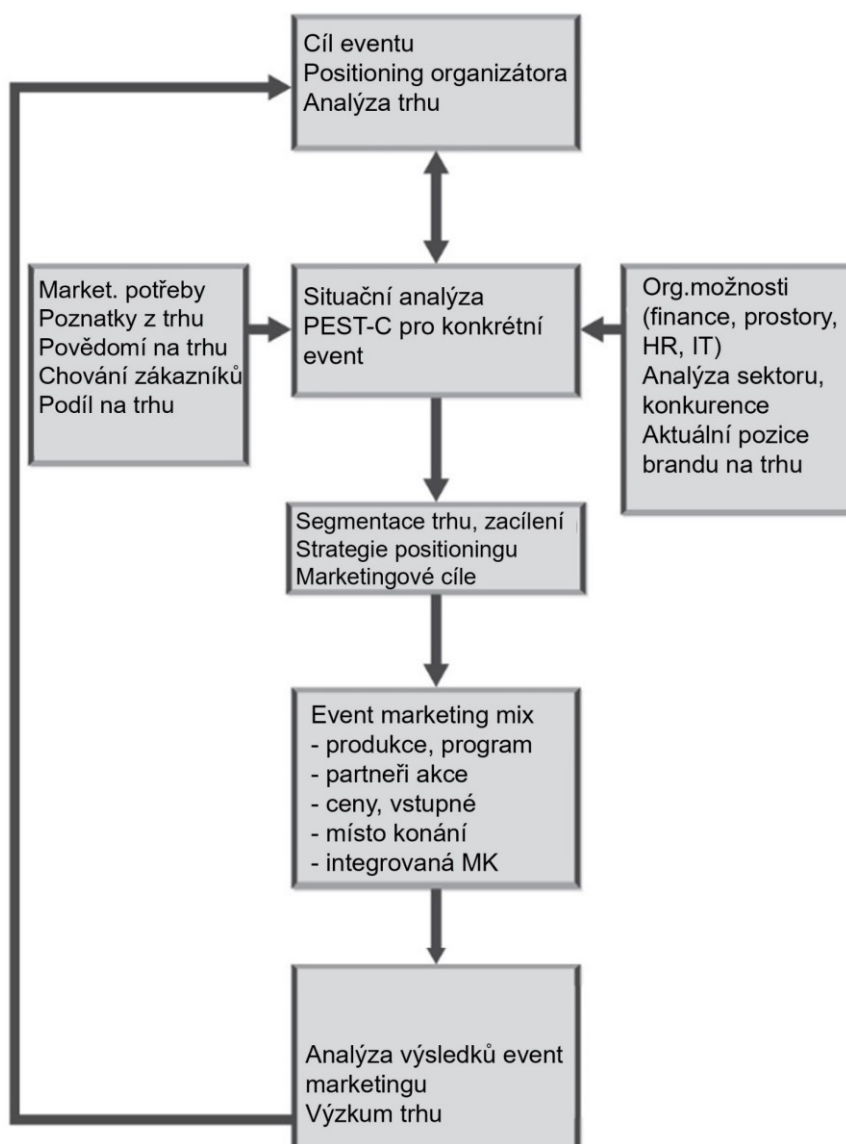 Cíl eventu
Positioning organizátora
Analýza trhu
Market. potřeby
Poznatky z trhu
Povědomí na trhu
Chování zákazníků
Podíl na trhu
Situační analýza
PEST-C pro konkrétní
event
Org.možnosti
(finance, prostory,
HR, IT)
Analýza sektoru,
konkurence
Aktuální pozice
brandu na trhu
Segmentace trhu, zacílení
Strategie positioningu
Marketingové cíle
Event marketing mix
- produkce, program
- partneři akce
- ceny, vstupné
- místo konání
- integrovaná MK
Analýza výsledků event
marketingu
Výzkum trhu